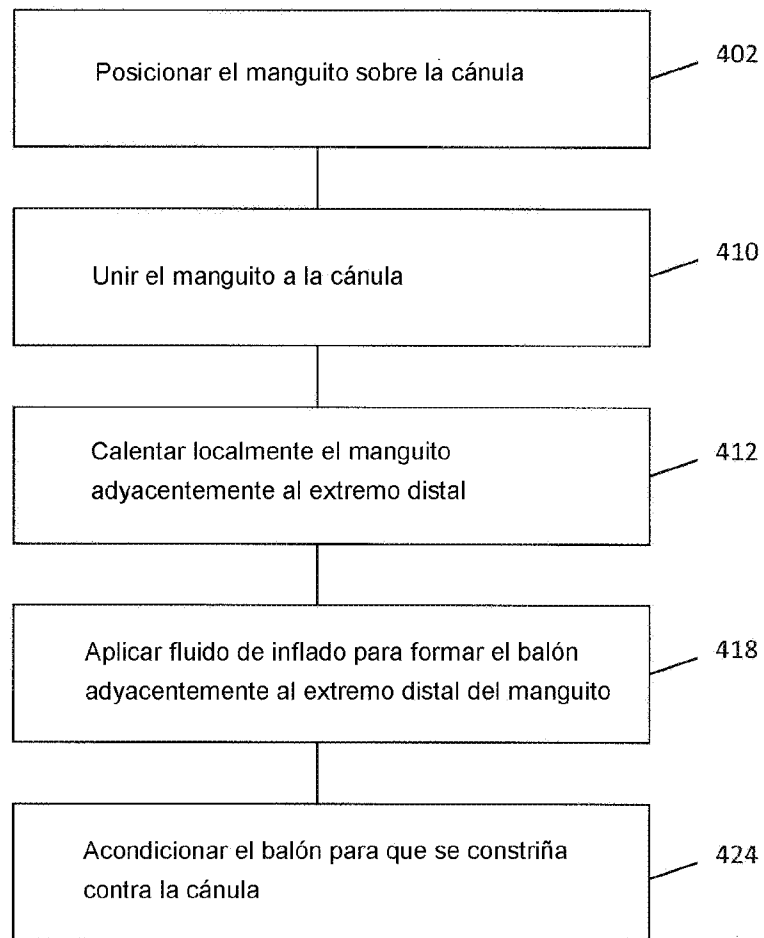 Posicionar el manguito sobre la cánula
402
Unir el manguito a la cánula
410
Calentar localmente el manguito
adyacentemente al extremo distal
412
Aplicar fluido de inflado para formar el balón
adyacentemente al extremo distal del manguito
418
Acondicionar el balón para que se constriña
contra la cánula
424